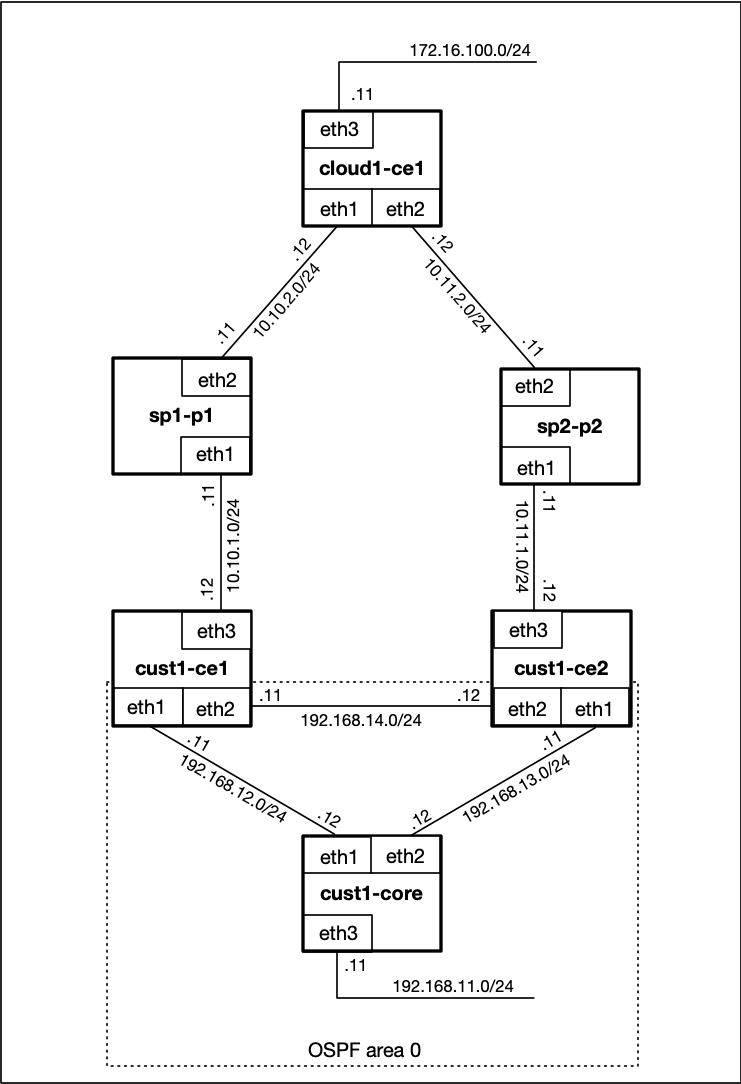 172.16.100.0/24
.11
eth3
cloud1-ce1
eth1
eth2
.12
.12
10.10.2.0/24
10.11.2.0/24
.11
.11
eth2
sp1-p1
eth1
eth2
sp2-p2
eth1
.11
10.10.1.0/24
.12
.11
10.11.1.0/24
.12
eth3
cust1-ce1
eth1
eth2
eth3
cust1-ce2
eth2
eth1
.11
.12
192.168.14.0/24
.11
192.168.12.0/24
.12
.11
192.168.13.0/24
.12
eth1
eth2
cust1-core
eth3
.11
192.168.11.0/24
OSPF area 0